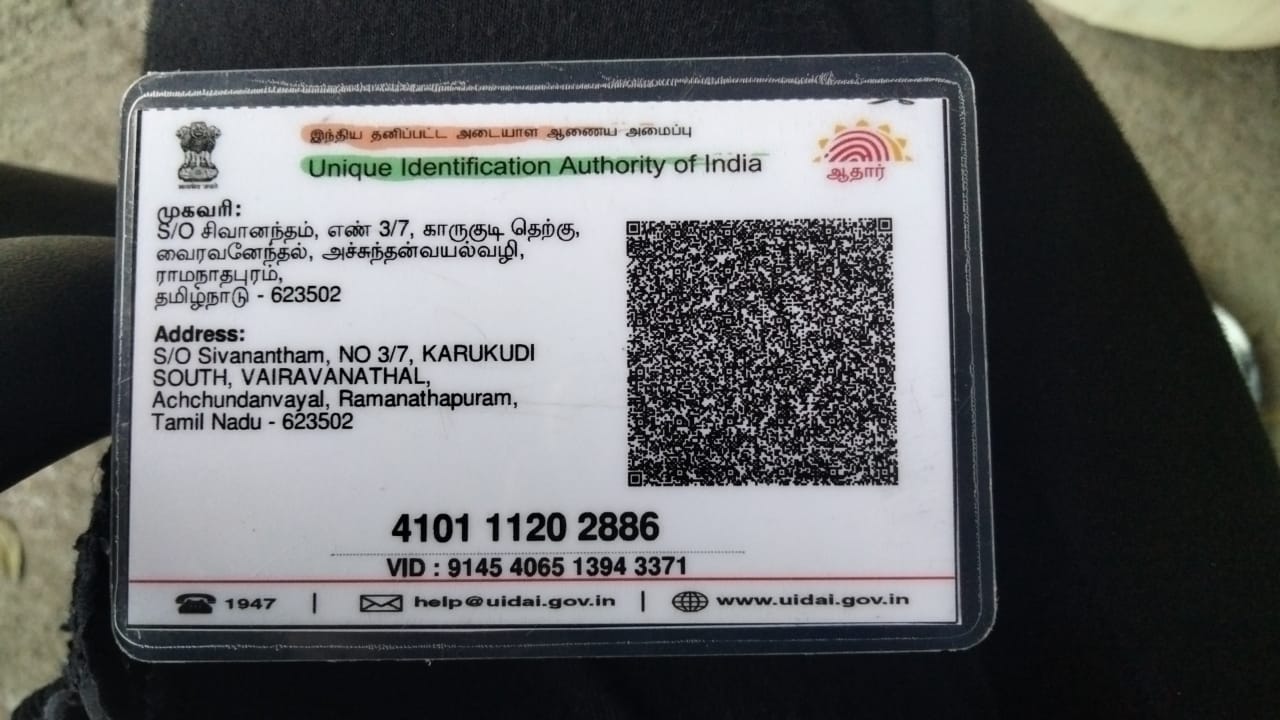 இந்திய தனிப்பட்ட அடையாள ஆணைய அமைப்பு
Unique Identification Authority of India
ஆதார்
முகவரி:
S/O சிவானந்தம், எண் 3/7, காருகுடி தெற்கு,
வைரவனேந்தல், அச்சுந்தன்வயல்வழி,
ராமநாதபுரம்,
தமிழ்நாடு - 623502
Address:
S/O Sivanantham, NO 3/7, KARUKUDI
SOUTH, VAIRAVANATHAL,
Achchundanvayal, Ramanathapuram,
Tamil Nadu - 623502
4101 1120 2886
VID : 9145 4065 1394 3371
1947 | help@uidai.gov.in | www.uidai.gov.in